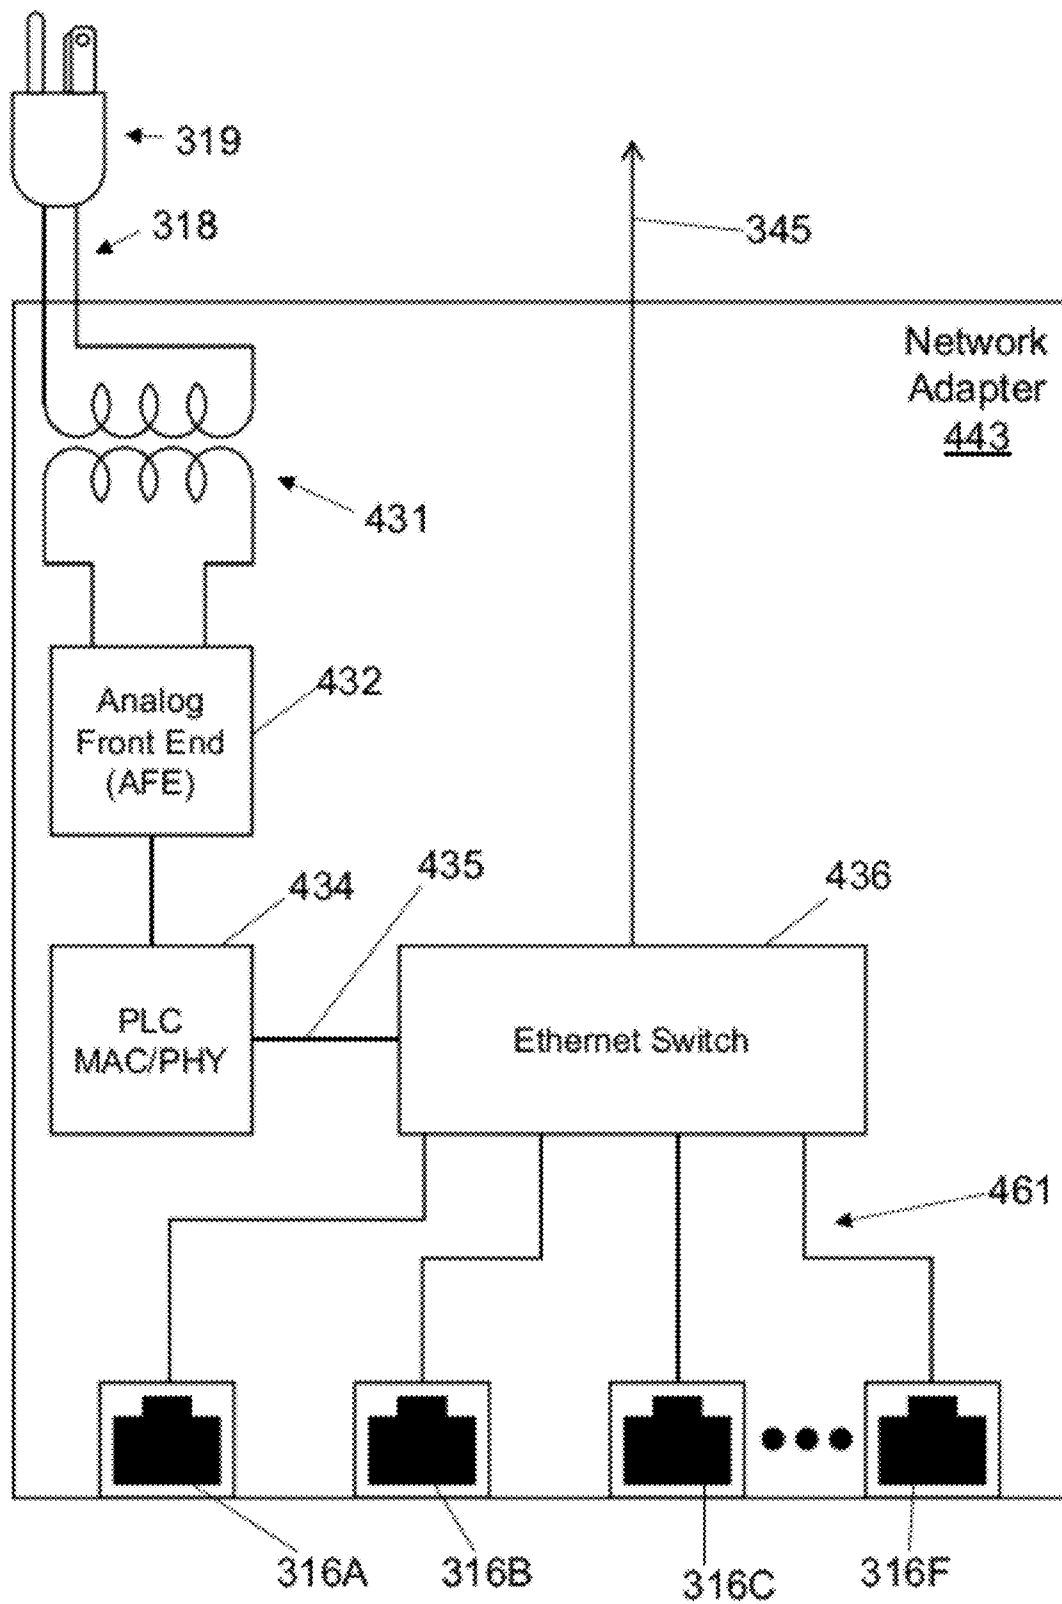 319
318
345
Network
Adapter
443
431
Analog
Front End
(AFE)
432
434
435
436
PLC
MAC/PHY
Ethernet Switch
461
316A
316B
316C
316F